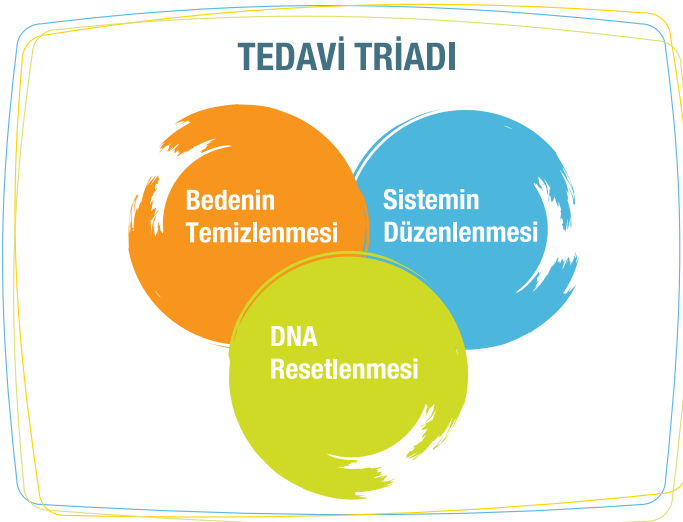 TEDAVİ TRİADI
Bedenin
Temizlenmesi
Sistemin
Düzenlenmesi
DNA
Resetlenmesi